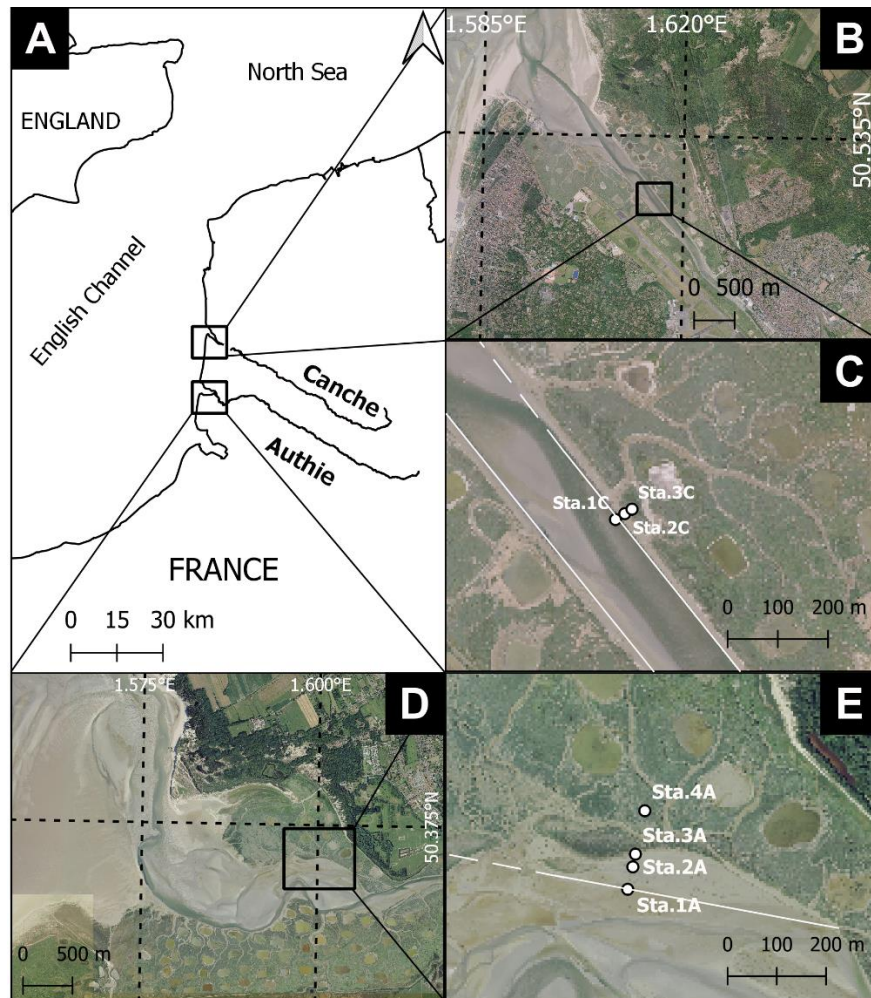 A
North Sea
ENGLAND
English Channel
Canche
Authie
FRANCE
0 15 30 km
B
1.585°E 1.620°E
50.535°N
0 500 m
C
Sta.1C
Sta.3C
Sta.2C
0 100 200 m
D
1.575°E 1.600°E
50.375°N
0 500 m
E
Sta.4A
Sta.3A
Sta.2A
Sta.1A
0 100 200 m